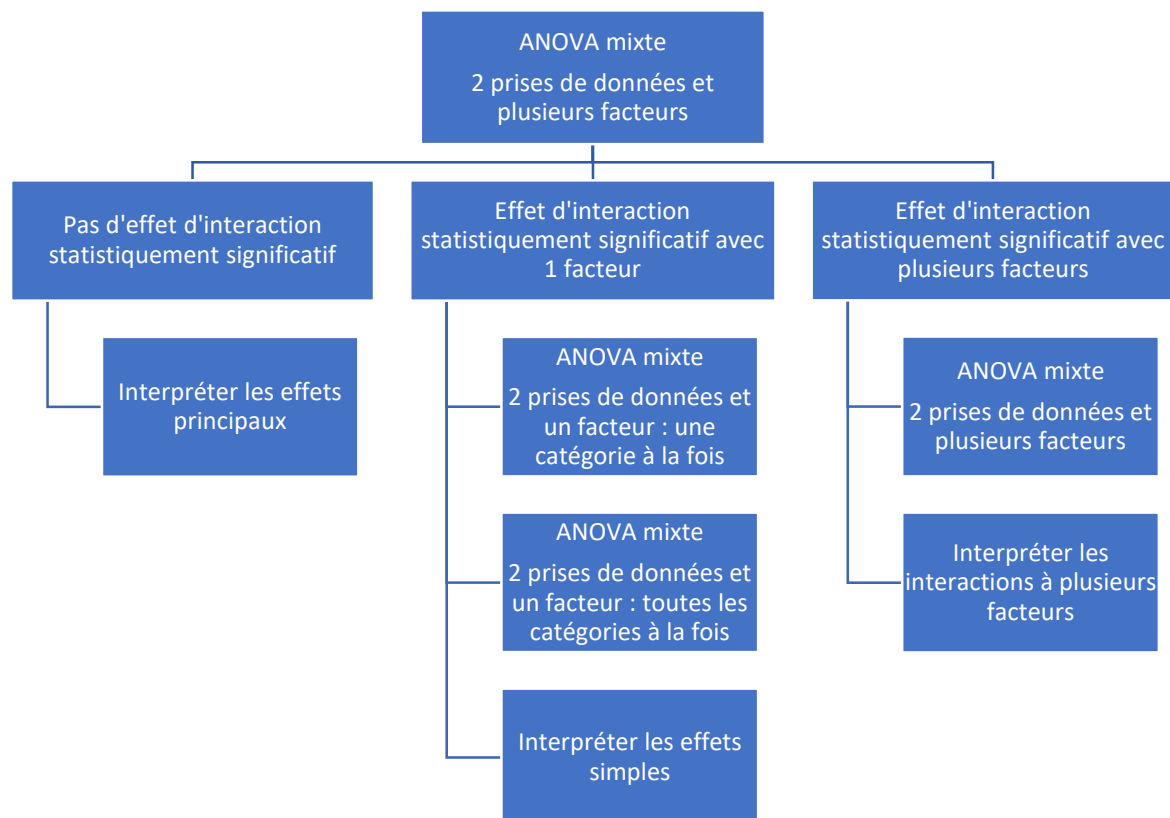 ANOVA mixte
2 prises de données et
plusieurs facteurs
Pas d'effet d'interaction
statistiquement significatif
Interpréter les effets
principaux
Effet d'interaction
statistiquement significatif avec
1 facteur
ANOVA mixte
2 prises de données et
un facteur : une
catégorie à la fois
ANOVA mixte
2 prises de données et
un facteur : toutes les
catégories à la fois
Interpréter les effets
simples
Effet d'interaction
statistiquement significatif avec
plusieurs facteurs
ANOVA mixte
2 prises de données et
plusieurs facteurs
Interpréter les
interactions à plusieurs
facteurs